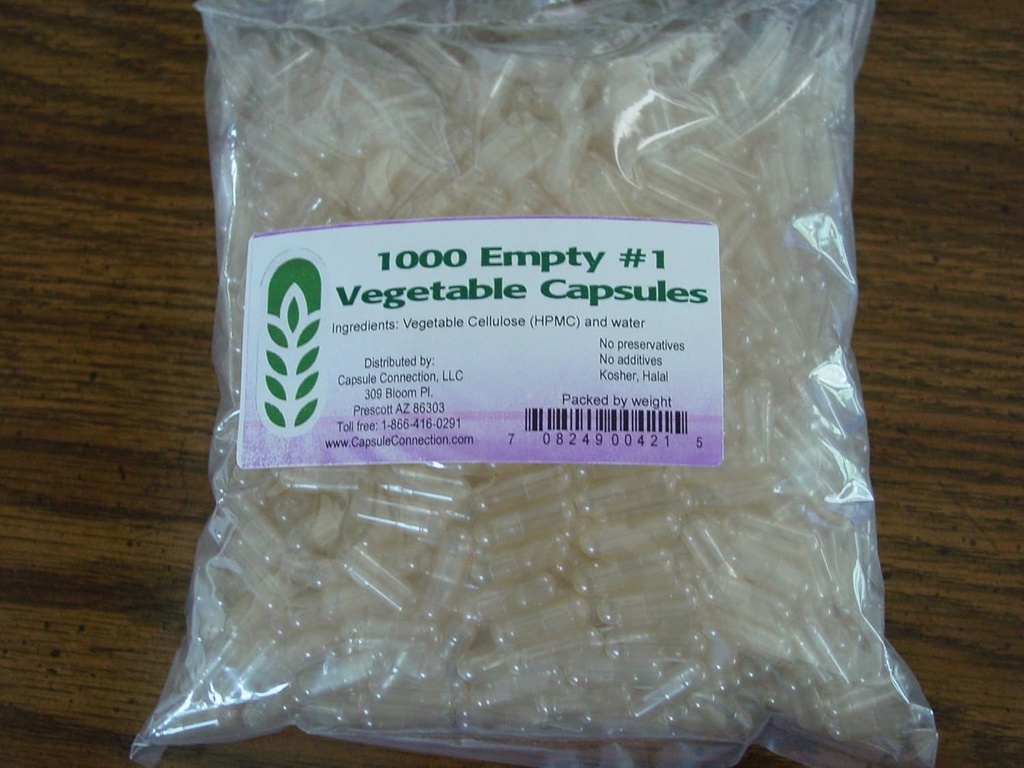 1000 Empty #1
Vegetable Capsules
Ingredients: Vegetable Cellulose (HPMC) and water
Distributed by:
Capsule Connection, LLC
309 Bloom Pl.
Prescott AZ 86303
Toll free: 1-866-416-0291
www.CapsuleConnection.com
No preservatives
No additives
Kosher, Halal
Packed by weight
7 08249 00421 5